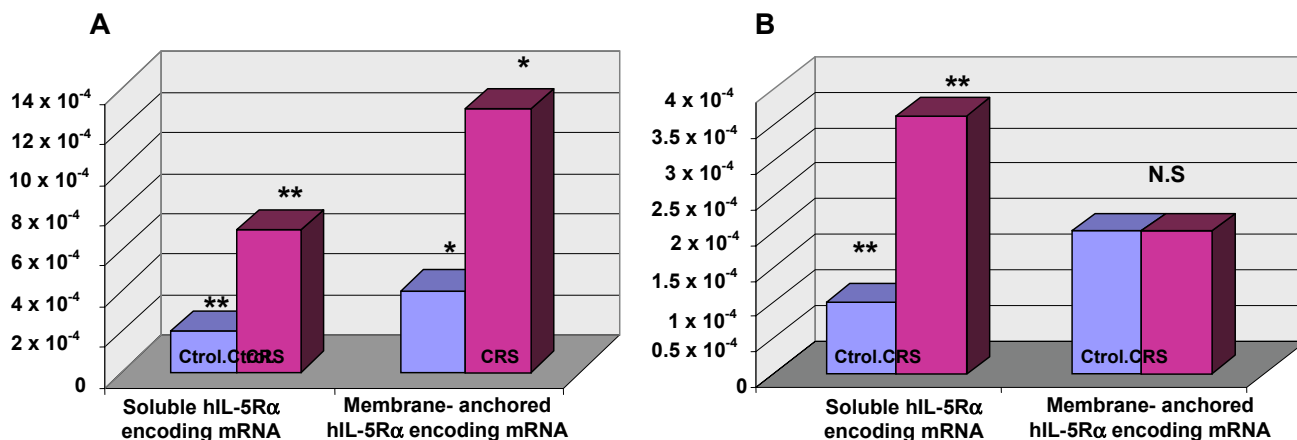 A
14 x 10-4
12 x 10-4
10 x 10-4
8 x 10-4
6 x 10-4
4 x 10-4
2 x 10-4
0
**
**
*
*
Ctrol.Ctrol.CRS
CRS
Soluble hIL-5Rα
encoding mRNA
Membrane- anchored
hIL-5Rα encoding mRNA
B
4 x 10-4
3.5 x 10-4
3 x 10-4
2.5 x 10-4
2 x 10-4
1.5 x 10-4
1 x 10-4
0.5 x 10-4
0
**
**
N.S
Ctrol.CRS
Ctrol.CRS
Soluble hIL-5Rα
encoding mRNA
Membrane- anchored
hIL-5Rα encoding mRNA